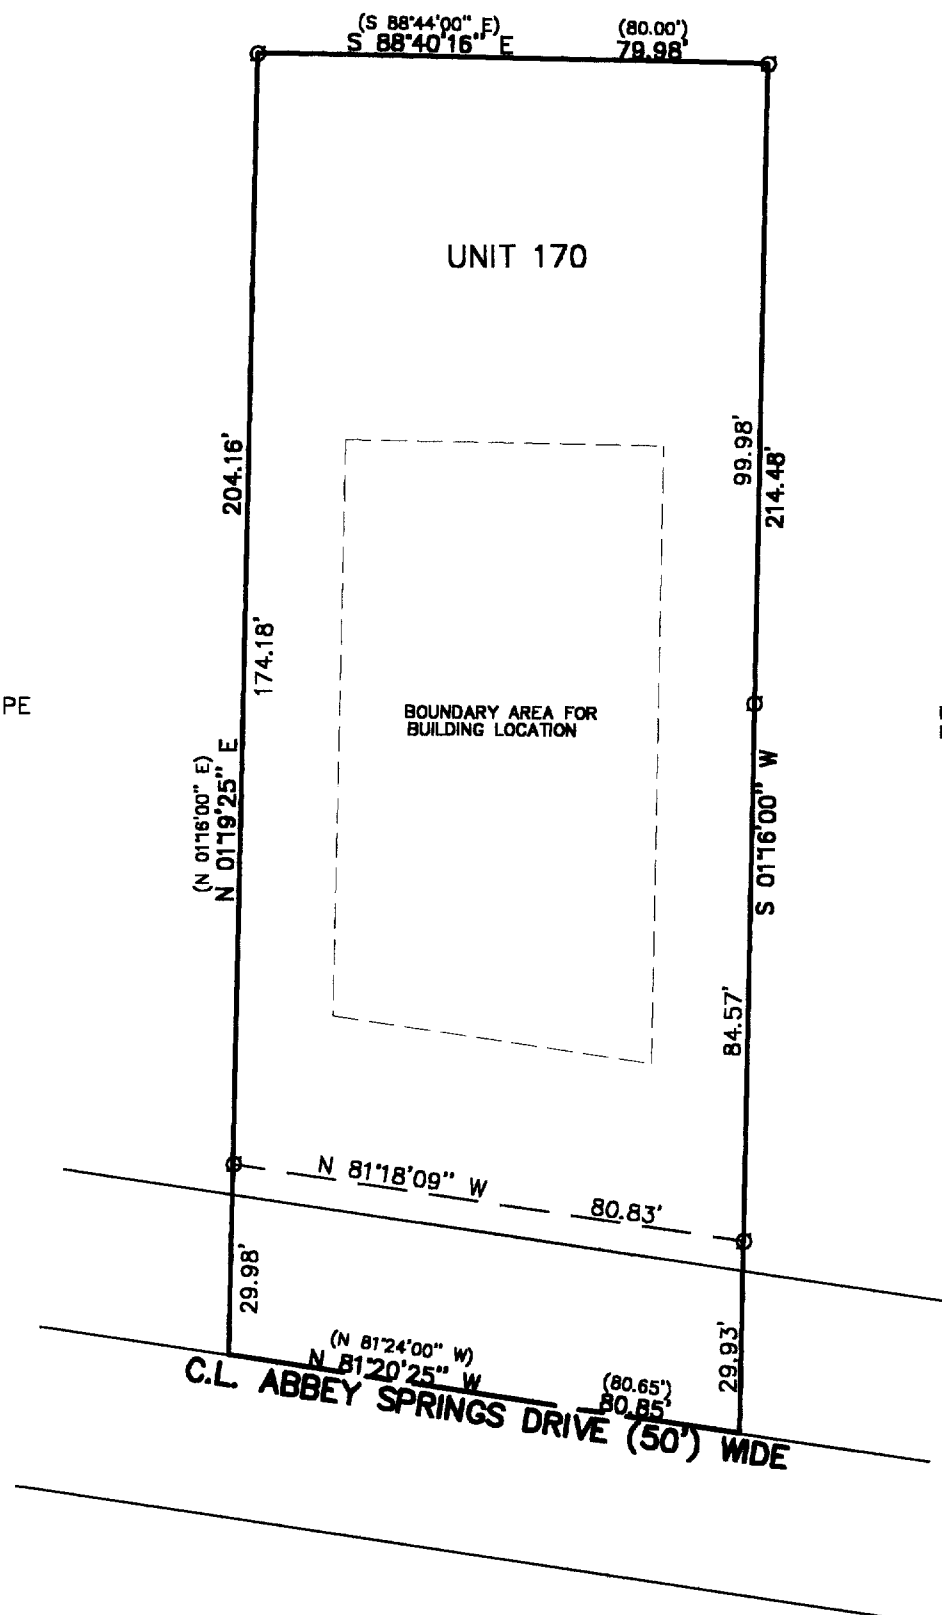 (S 88°44'00" E)
S 88°40'16" E
(80.00')
79.98'
UNIT 170
204.16'
174.18'
99.98'
214.48'
PE
BOUNDARY AREA FOR
BUILDING LOCATION
(N 01°16'00" E)
N 01°19'25" E
S 01°16'00" W
84.57'
N 81°18'09" W
80.83'
29.98'
29.93'
(N 81°24'00" W)
N 81°20'25" W
(80.65')
80.85'
C.L. ABBEY SPRINGS DRIVE (50') WIDE